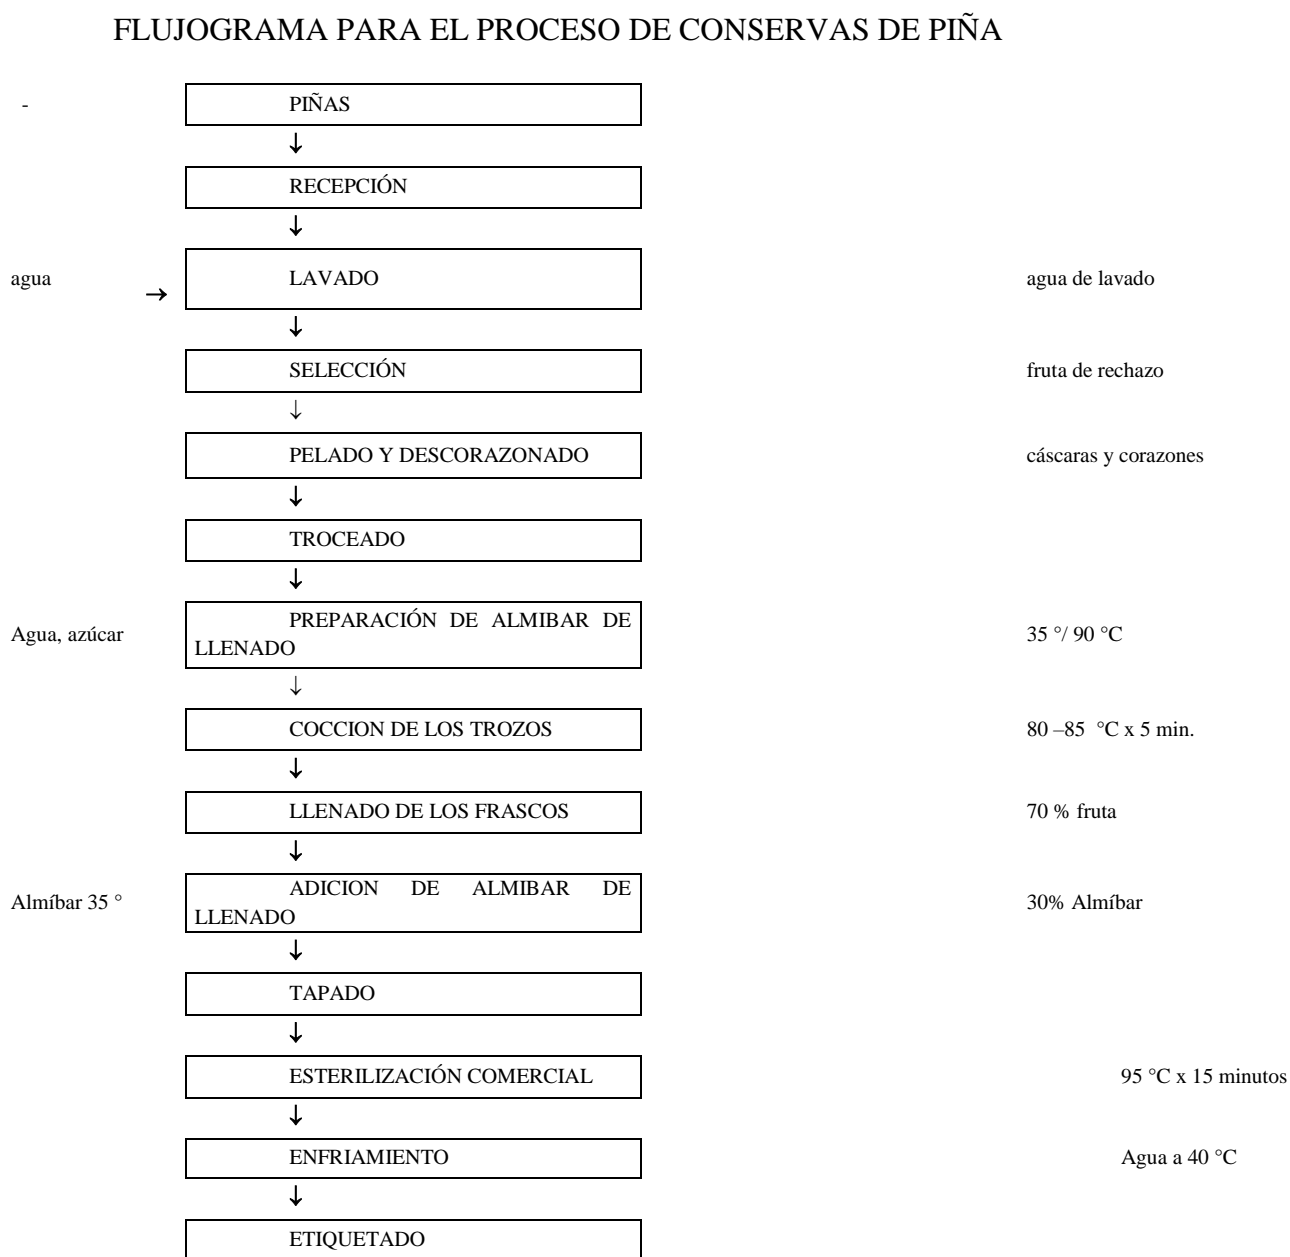 FLUJOGRAMA PARA EL PROCESO DE CONSERVAS DE PIÑA
- PIÑAS
↓
RECEPCIÓN
↓
agua → LAVADO agua de lavado
↓
SELECCIÓN fruta de rechazo
↓
PELADO Y DESCORAZONADO cáscaras y corazones
↓
TROCEADO
↓
PREPARACIÓN DE ALMIBAR DE
Agua, azúcar LLENADO 35 °/ 90 °C
↓
COCCION DE LOS TROZOS 80 –85 °C x 5 min.
↓
LLENADO DE LOS FRASCOS 70 % fruta
↓
ADICION DE ALMIBAR DE
Almíbar 35 ° LLENADO 30% Almíbar
↓
TAPADO
↓
ESTERILIZACIÓN COMERCIAL 95 °C x 15 minutos
↓
ENFRIAMIENTO Agua a 40 °C
↓
ETIQUETADO